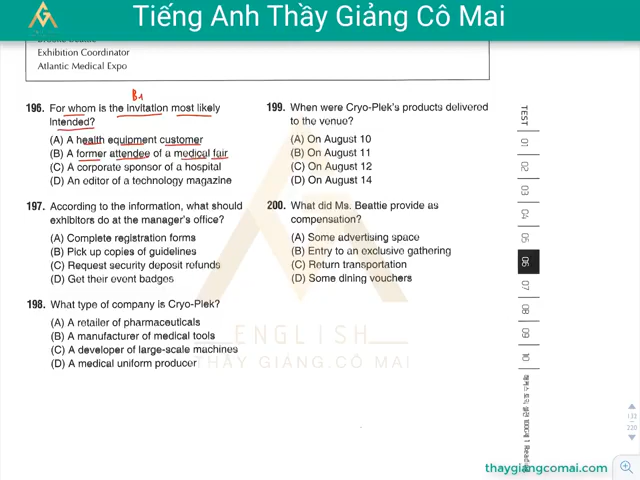 Tiếng Anh Thầy Giảng Cô Mai
Exhibition Coordinator
Atlantic Medical Expo
B1
196. For whom is the invitation most likely
intended?
(A) A health equipment customer
(B) A former attendee of a medical fair
(C) A corporate sponsor of a hospital
(D) An editor of a technology magazine
197. According to the information, what should
exhibitors do at the manager's office?
(A) Complete registration forms
(B) Pick up copies of guidelines
(C) Request security deposit refunds
(D) Get their event badges
198. What type of company is Cryo-Plek?
(A) A retailer of pharmaceuticals
(B) A manufacturer of medical tools
(C) A developer of large-scale machines
(D) A medical uniform producer
199. When were Cryo-Plek's products delivered
to the venue?
(A) On August 10
(B) On August 11
(C) On August 12
(D) On August 14
200. What did Ms. Beattie provide as
compensation?
(A) Some advertising space
(B) Entry to an exclusive gathering
(C) Return transportation
(D) Some dining vouchers
ENGLISH
THẦY GIẢNG.CÔ MAI
TEST
01
02
03
04
05
06
07
08
09
10
133
220
thaygiangcomai.com